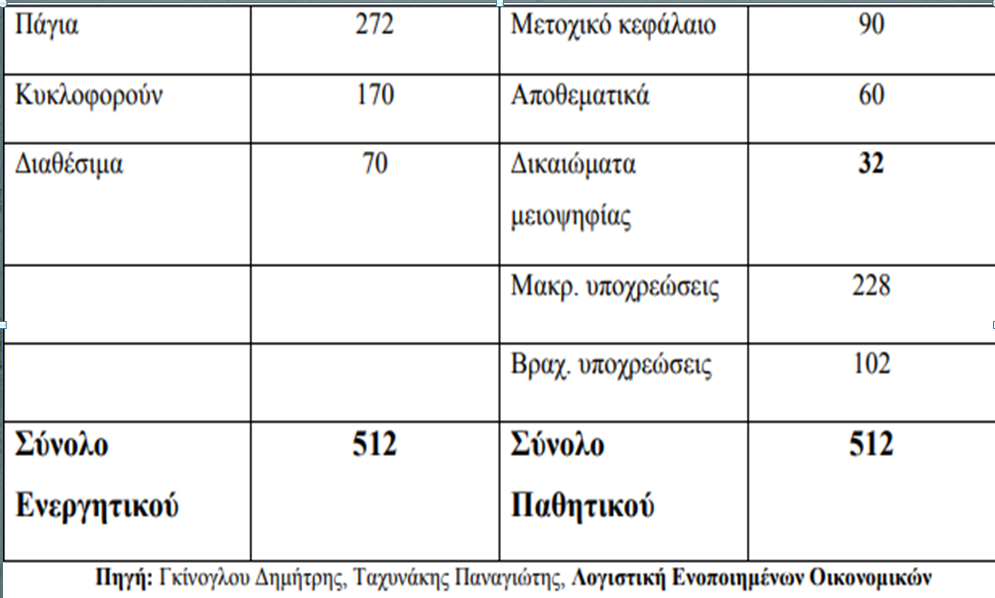 Πάγια 272 Μετοχικό κεφάλαιο 90
Κυκλοφορούν 170 Αποθεματικά 60
Διαθέσιμα 70 Δικαιώματα 32
μειοψηφίας
Μακρ. υποχρεώσεις 228
Βραχ. υποχρεώσεις 102
Σύνολο 512 Σύνολο 512
Ενεργητικού Παθητικού
Πηγή: Γκίνογλου Δημήτρης, Ταχυνάκης Παναγιώτης, Λογιστική Ενοποιημένων Οικονομικών